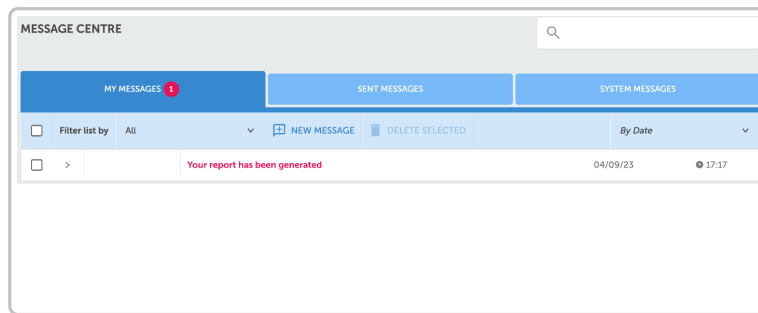 MESSAGE CENTRE
MY MESSAGES 1 SENT MESSAGES SYSTEM MESSAGES
Filter list by All NEW MESSAGE DELETE SELECTED By Date
Your report has been generated 04/09/23 17:17